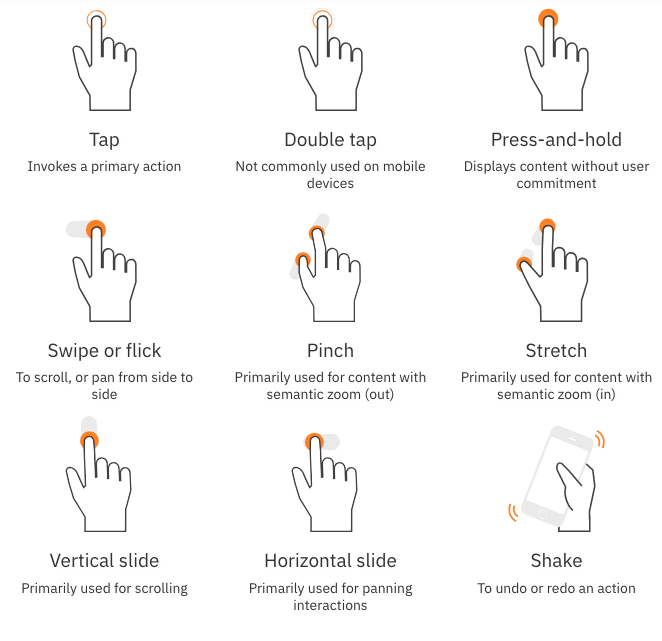 Tap
Invokes a primary action
Double tap
Not commonly used on mobile
devices
Press-and-hold
Displays content without user
commitment
Swipe or flick
To scroll, or pan from side to
side
Pinch
Primarily used for content with
semantic zoom (out)
Stretch
Primarily used for content with
semantic zoom (in)
Vertical slide
Primarily used for scrolling
Horizontal slide
Primarily used for panning
interactions
Shake
To undo or redo an action